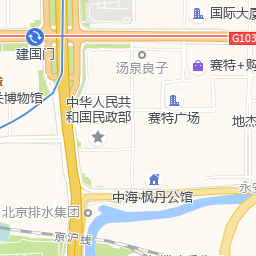 国际大厦
G103
建国门
汤泉良子
赛特+购
关博物馆
中华人民共
和国民政部
赛特广场
地杰
永安
中海·枫丹公馆
北京排水集团
京沪线